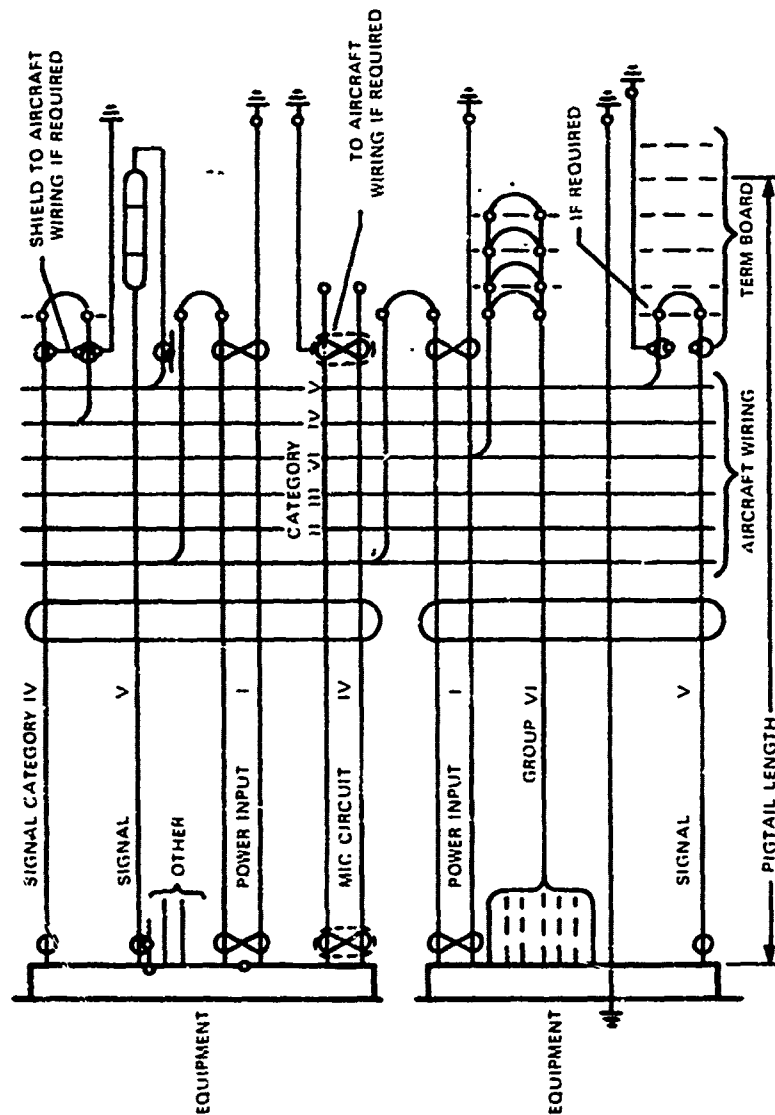 SIGNAL CATEGORY IV
SIGNAL V
OTHER
POWER INPUT I
MIC CIRCUIT IV
POWER INPUT I
GROUP VI
SIGNAL V
EQUIPMENT
EQUIPMENT
PIGTAIL LENGTH
CATEGORY
II III VI IV V
AIRCRAFT WIRING
TERM BOARD
SHIELD TO AIRCRAFT
WIRING IF REQUIRED
TO AIRCRAFT
WIRING IF REQUIRED
IF REQUIRED